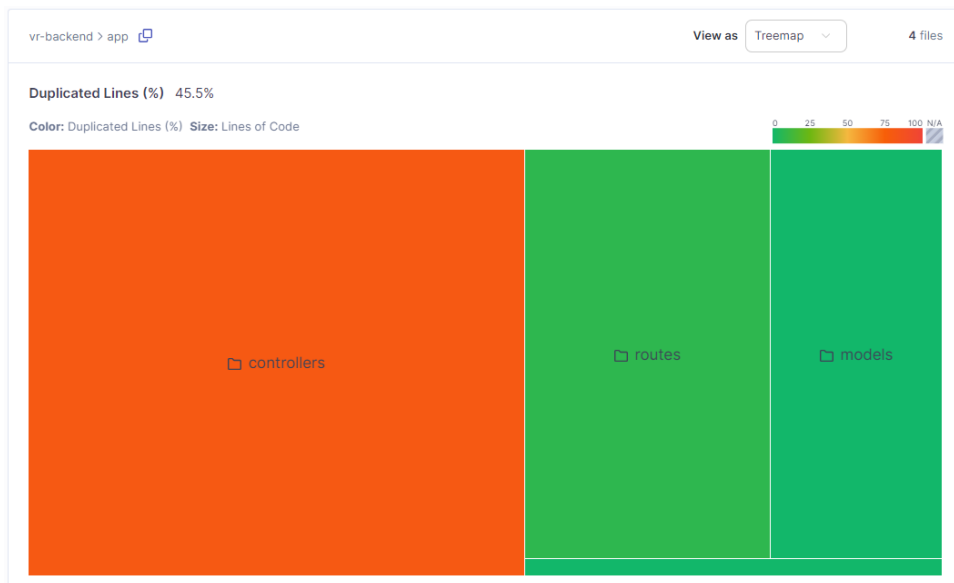 vr-backend > app
View as Treemap 4 files
Duplicated Lines (%) 45.5%
Color: Duplicated Lines (%) Size: Lines of Code
0 25 50 75 100 N/A
controllers
routes
models